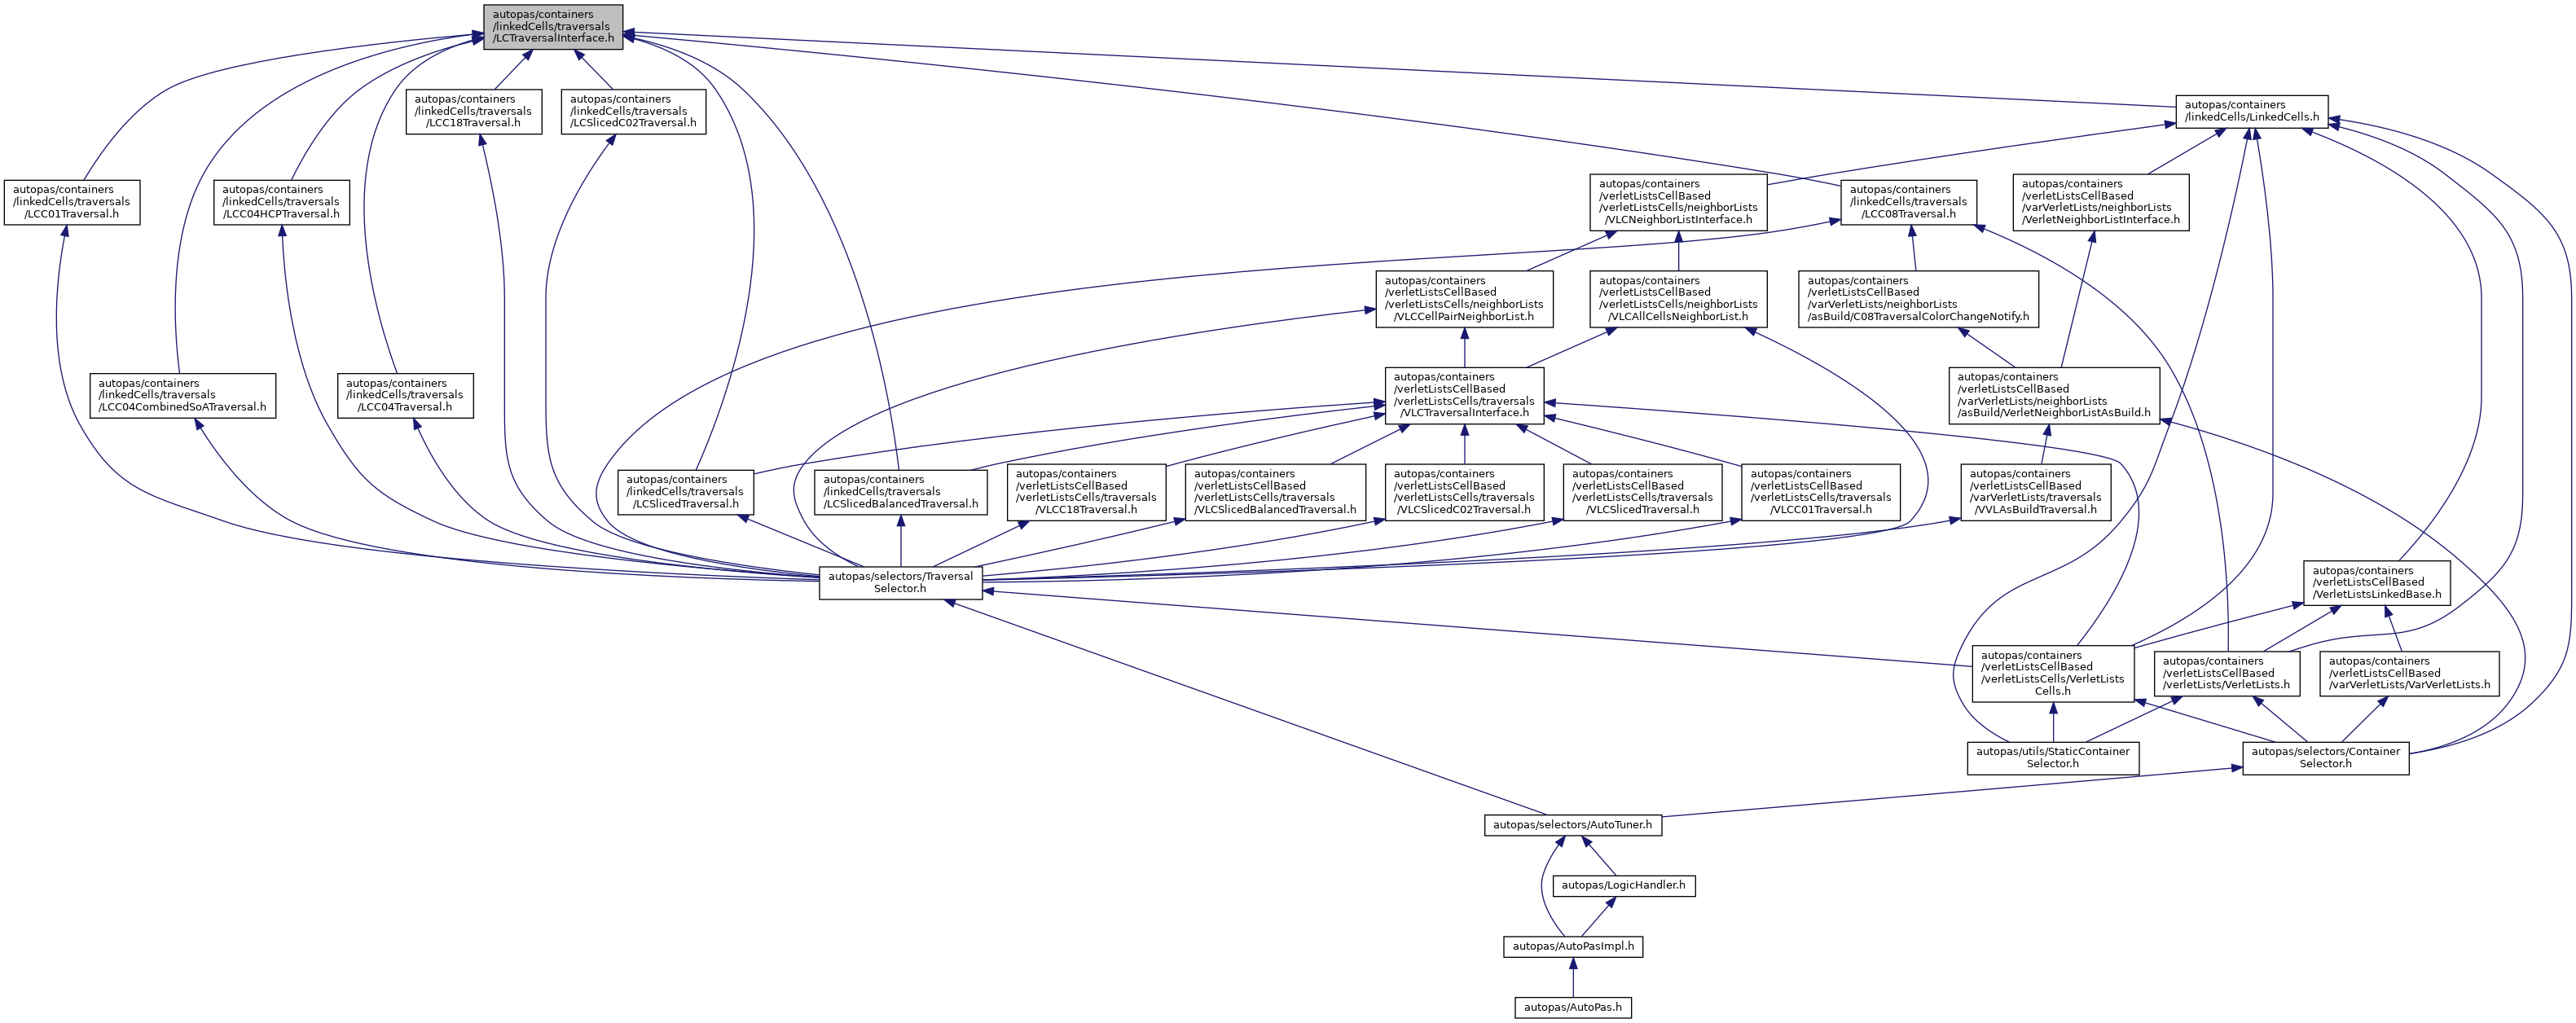 autopas/containers
/linkedCells/traversals
/LCTraversalInterface.h
autopas/containers
/linkedCells/traversals
/LCC18Traversal.h
autopas/containers
/linkedCells/traversals
/LCSlicedC02Traversal.h
autopas/containers
/linkedCells/LinkedCells.h
autopas/containers
/linkedCells/traversals
/LCC01Traversal.h
autopas/containers
/linkedCells/traversals
/LCC04HCPTraversal.h
autopas/containers
/verletListsCellBased
/verletListsCells/neighborLists
/VLCNeighborListInterface.h
autopas/containers
/linkedCells/traversals
/LCC08Traversal.h
autopas/containers
/verletListsCellBased
/varVerletLists/neighborLists
/VerletNeighborListInterface.h
autopas/containers
/verletListsCellBased
/verletListsCells/neighborLists
/VLCCellPairNeighborList.h
autopas/containers
/verletListsCellBased
/verletListsCells/neighborLists
/VLCAllCellsNeighborList.h
autopas/containers
/verletListsCellBased
/varVerletLists/neighborLists
/asBuild/C08TraversalColorChangeNotify.h
autopas/containers
/linkedCells/traversals
/LCC04CombinedSoATraversal.h
autopas/containers
/linkedCells/traversals
/LCC04Traversal.h
autopas/containers
/verletListsCellBased
/verletListsCells/traversals
/VLCTraversalInterface.h
autopas/containers
/verletListsCellBased
/varVerletLists/neighborLists
/asBuild/VerletNeighborListAsBuild.h
autopas/containers
/linkedCells/traversals
/LCSlicedTraversal.h
autopas/containers
/linkedCells/traversals
/LCSlicedBalancedTraversal.h
autopas/containers
/verletListsCellBased
/verletListsCells/traversals
/VLCC18Traversal.h
autopas/containers
/verletListsCellBased
/verletListsCells/traversals
/VLCSlicedBalancedTraversal.h
autopas/containers
/verletListsCellBased
/verletListsCells/traversals
/VLCSlicedC02Traversal.h
autopas/containers
/verletListsCellBased
/verletListsCells/traversals
/VLCSlicedTraversal.h
autopas/containers
/verletListsCellBased
/verletListsCells/traversals
/VLCC01Traversal.h
autopas/containers
/verletListsCellBased
/varVerletLists/traversals
/VVLAsBuildTraversal.h
autopas/selectors/Traversal
Selector.h
autopas/containers
/verletListsCellBased
/VerletListsLinkedBase.h
autopas/containers
/verletListsCellBased
/verletListsCells/VerletLists
Cells.h
autopas/containers
/verletListsCellBased
/verletLists/VerletLists.h
autopas/containers
/verletListsCellBased
/varVerletLists/VarVerletLists.h
autopas/utils/StaticContainer
Selector.h
autopas/selectors/Container
Selector.h
autopas/selectors/AutoTuner.h
autopas/LogicHandler.h
autopas/AutoPasImpl.h
autopas/AutoPas.h